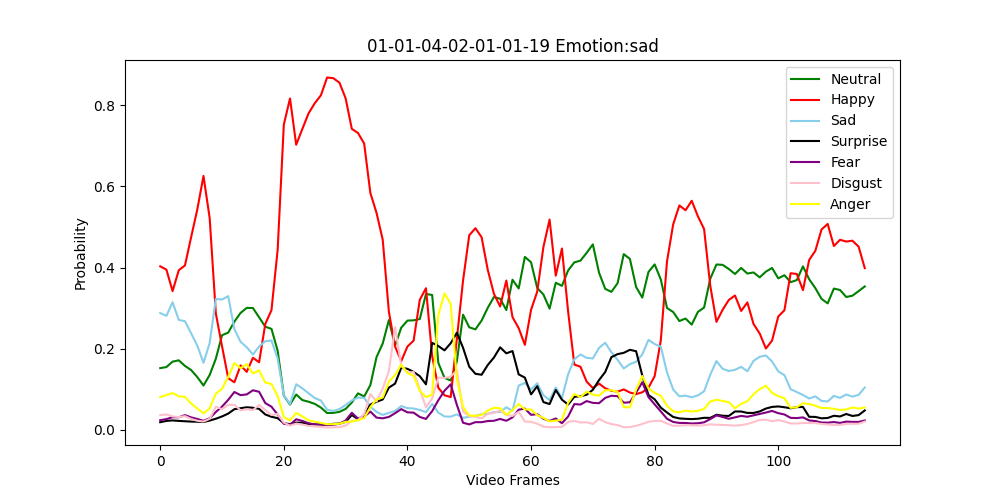 01-01-04-02-01-01-19 Emotion:sad
Neutral
Happy
Sad
Surprise
Fear
Disgust
Anger
Probability
0.8
0.6
0.4
0.2
0.0
0 20 40 60 80 100
Video Frames